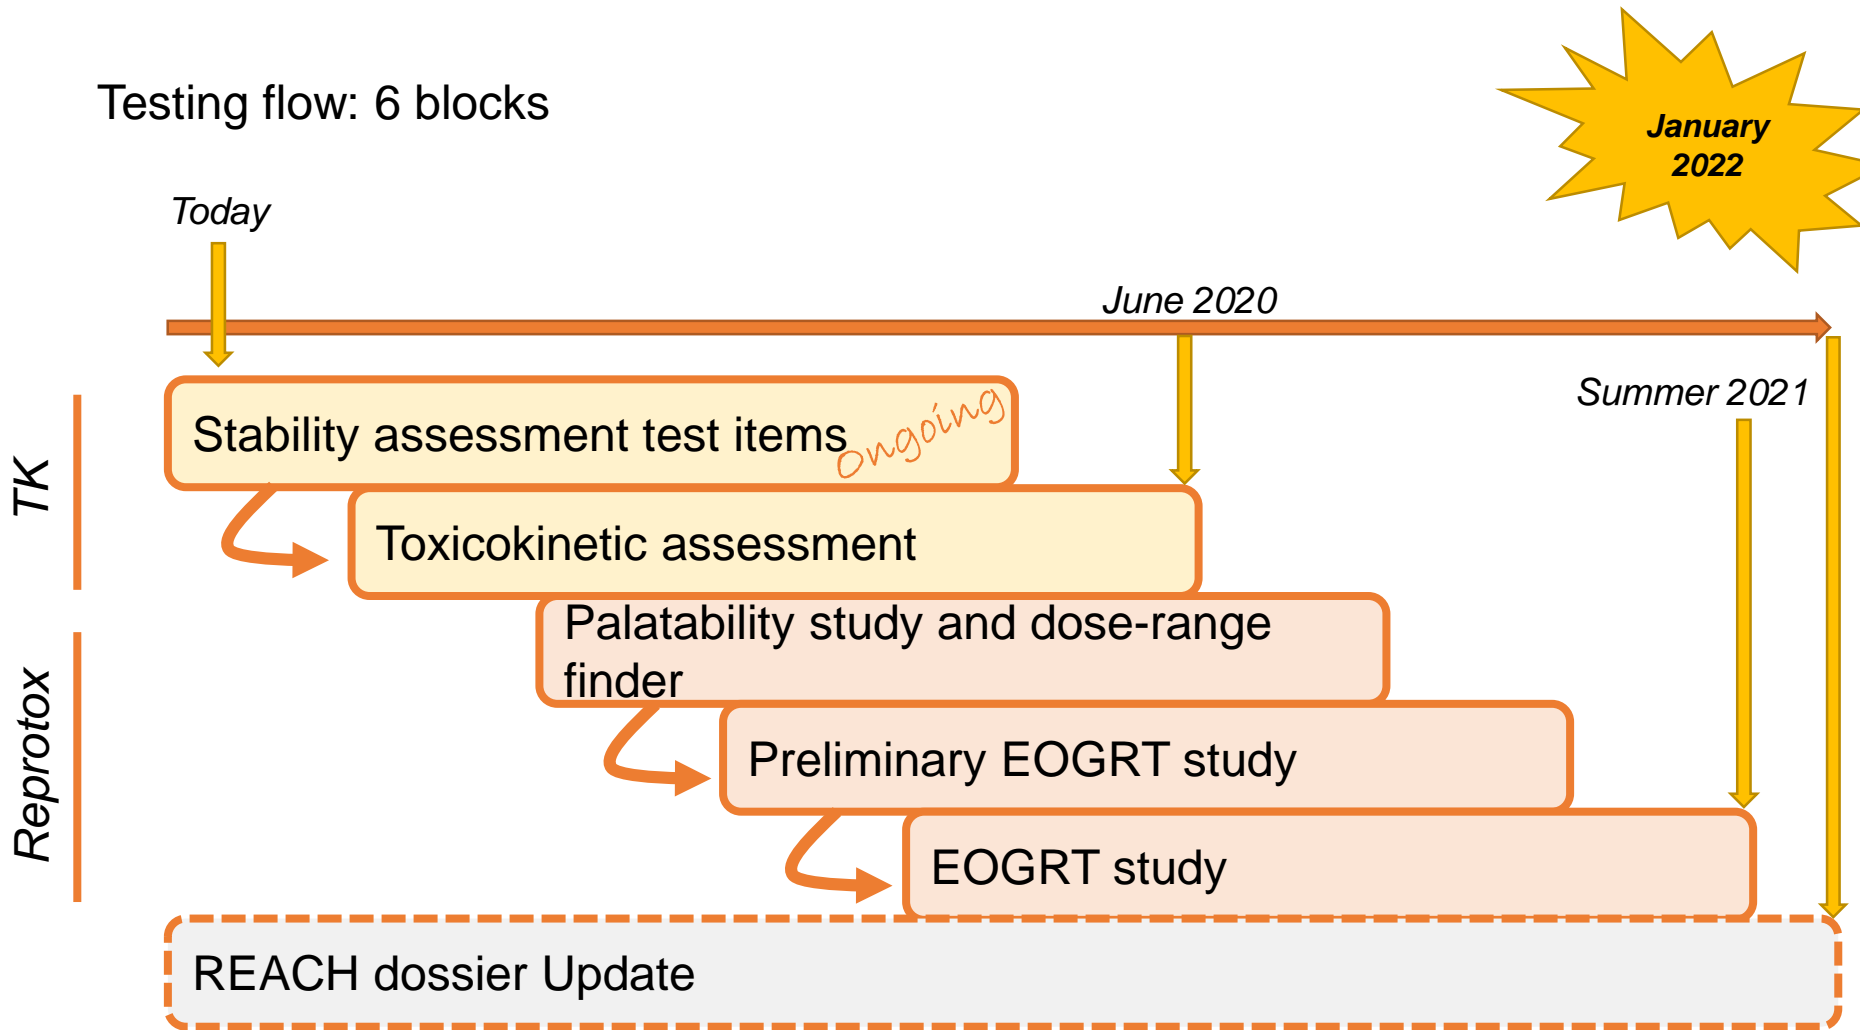 Testing flow: 6 blocks
January
2022
Today
June 2020
Summer 2021
TK
Stability assessment test items
ongoing
Toxicokinetic assessment
Reprotox
Palatability study and dose-range
finder
Preliminary EOGRT study
EOGRT study
REACH dossier Update